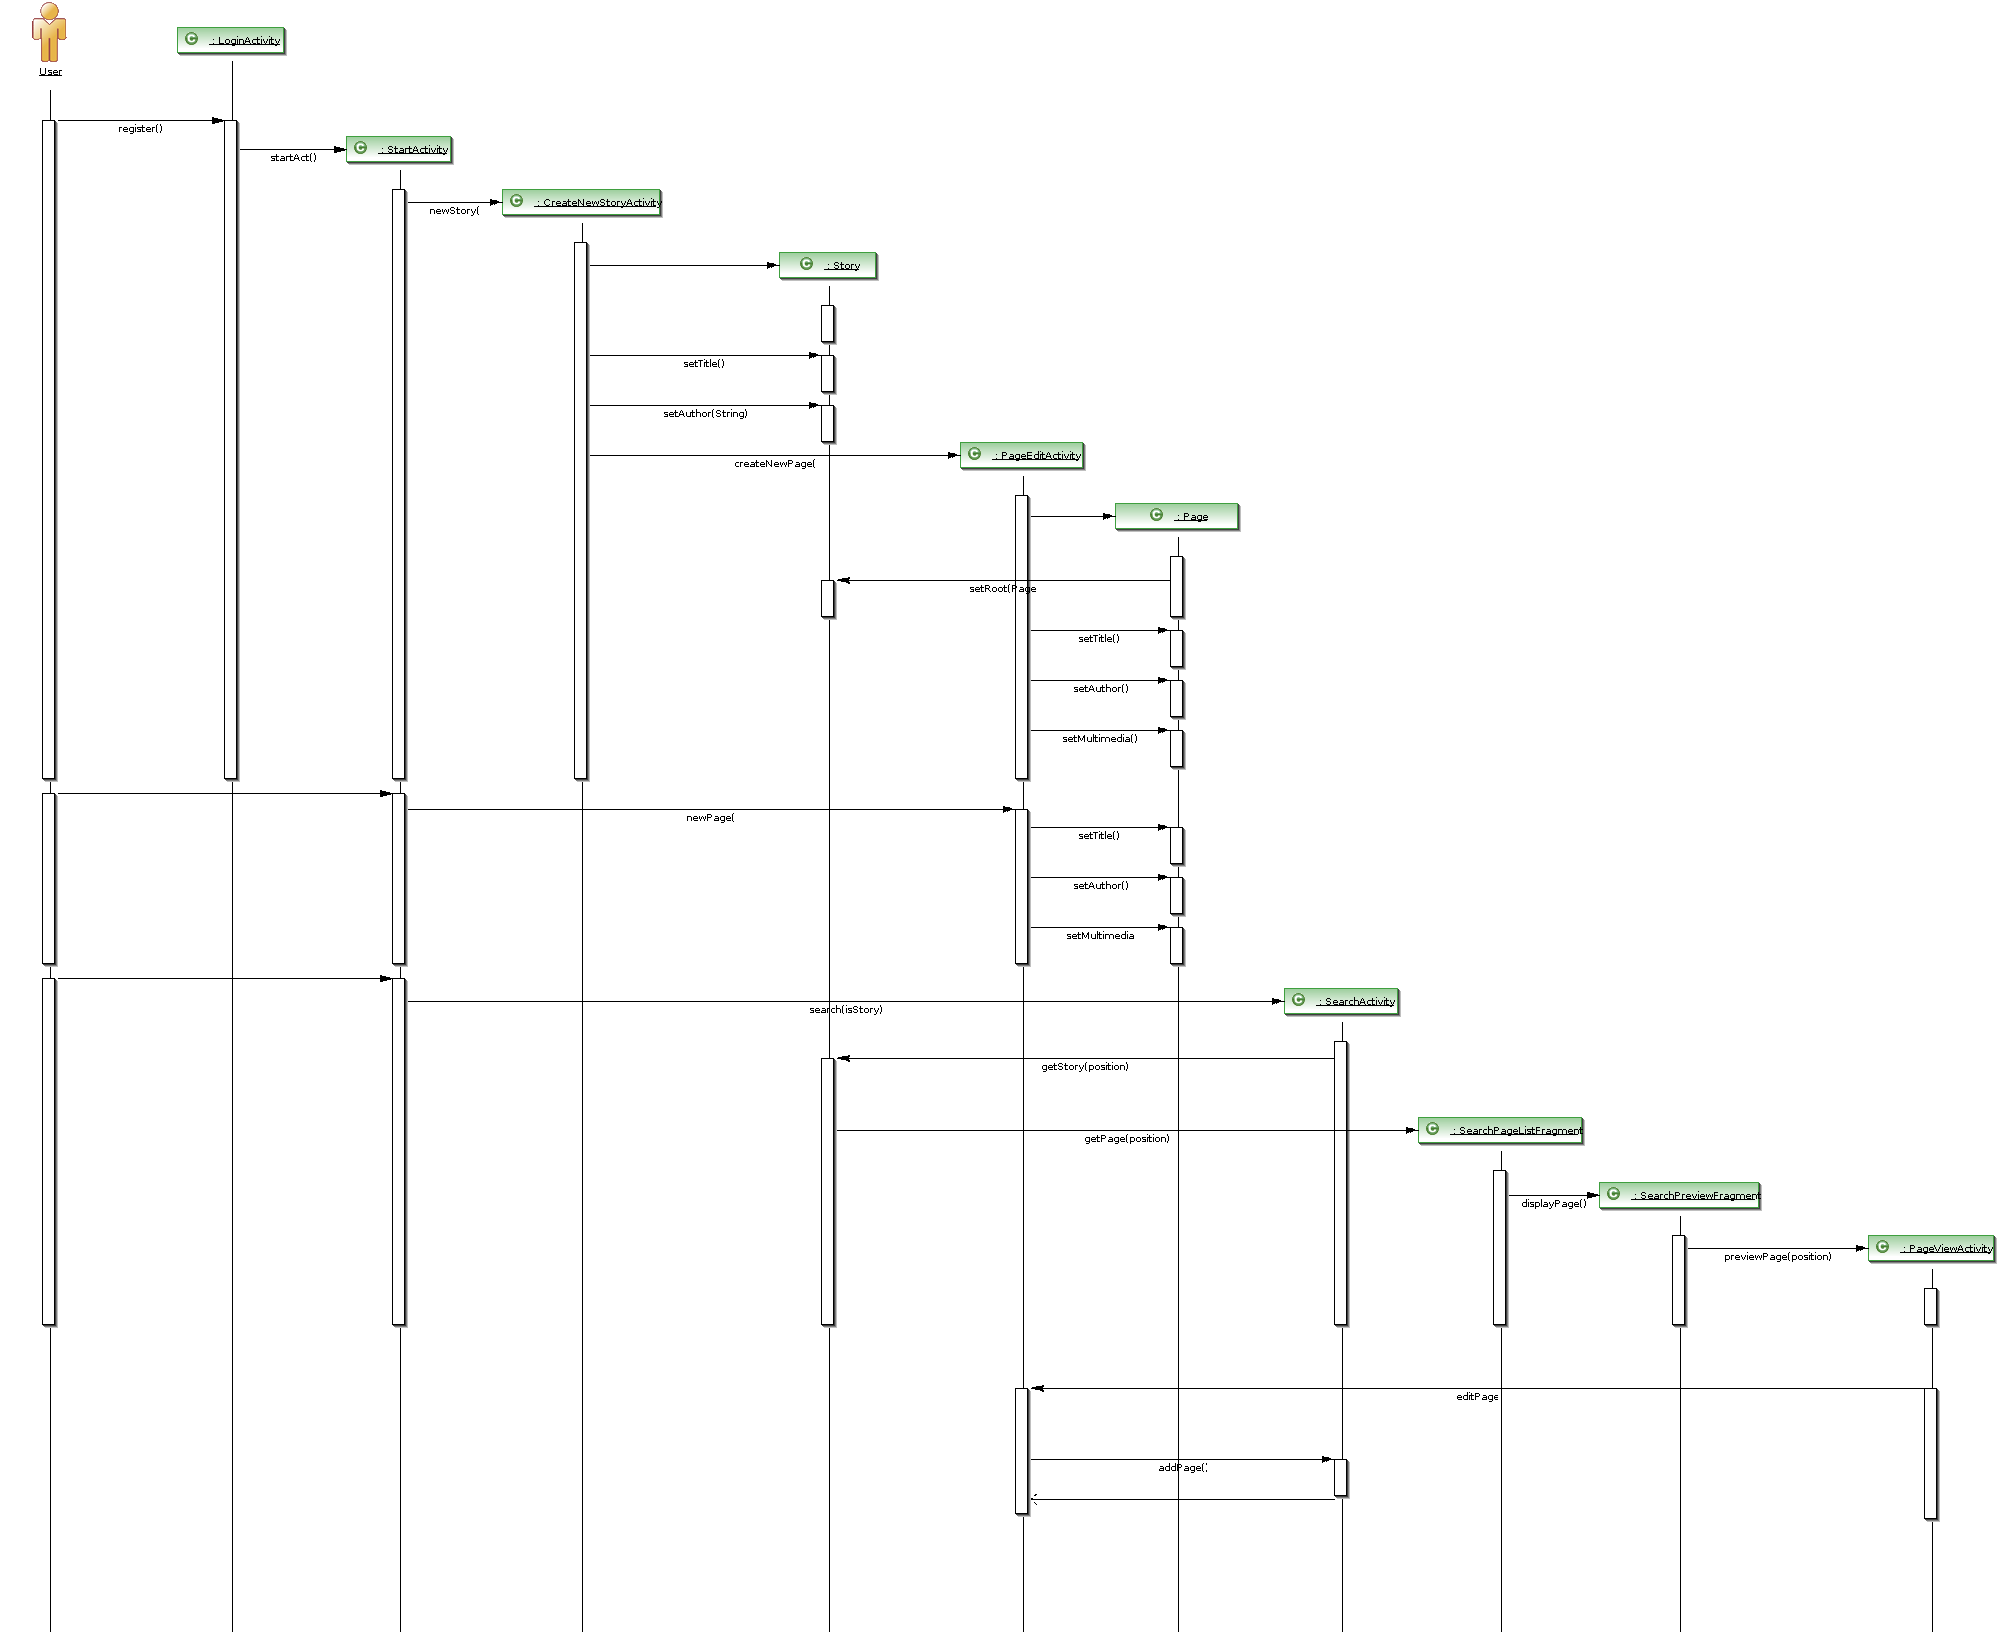 : LoginActivity
User
register()
: StartActivity
startAct()
: CreateNewStoryActivity
newStory(
: Story
setTitle()
setAuthor(String)
: PageEditActivity
createNewPage(
: Page
setRoot(Page
setTitle()
setAuthor()
setMultimedia()
newPage(
setTitle()
setAuthor()
setMultimedia
: SearchActivity
search(isStory)
getStory(position)
: SearchPageListFragment
getPage(position)
: SearchPreviewFragment
displayPage()
: PageViewActivity
previewPage(position)
editPage
addPage()